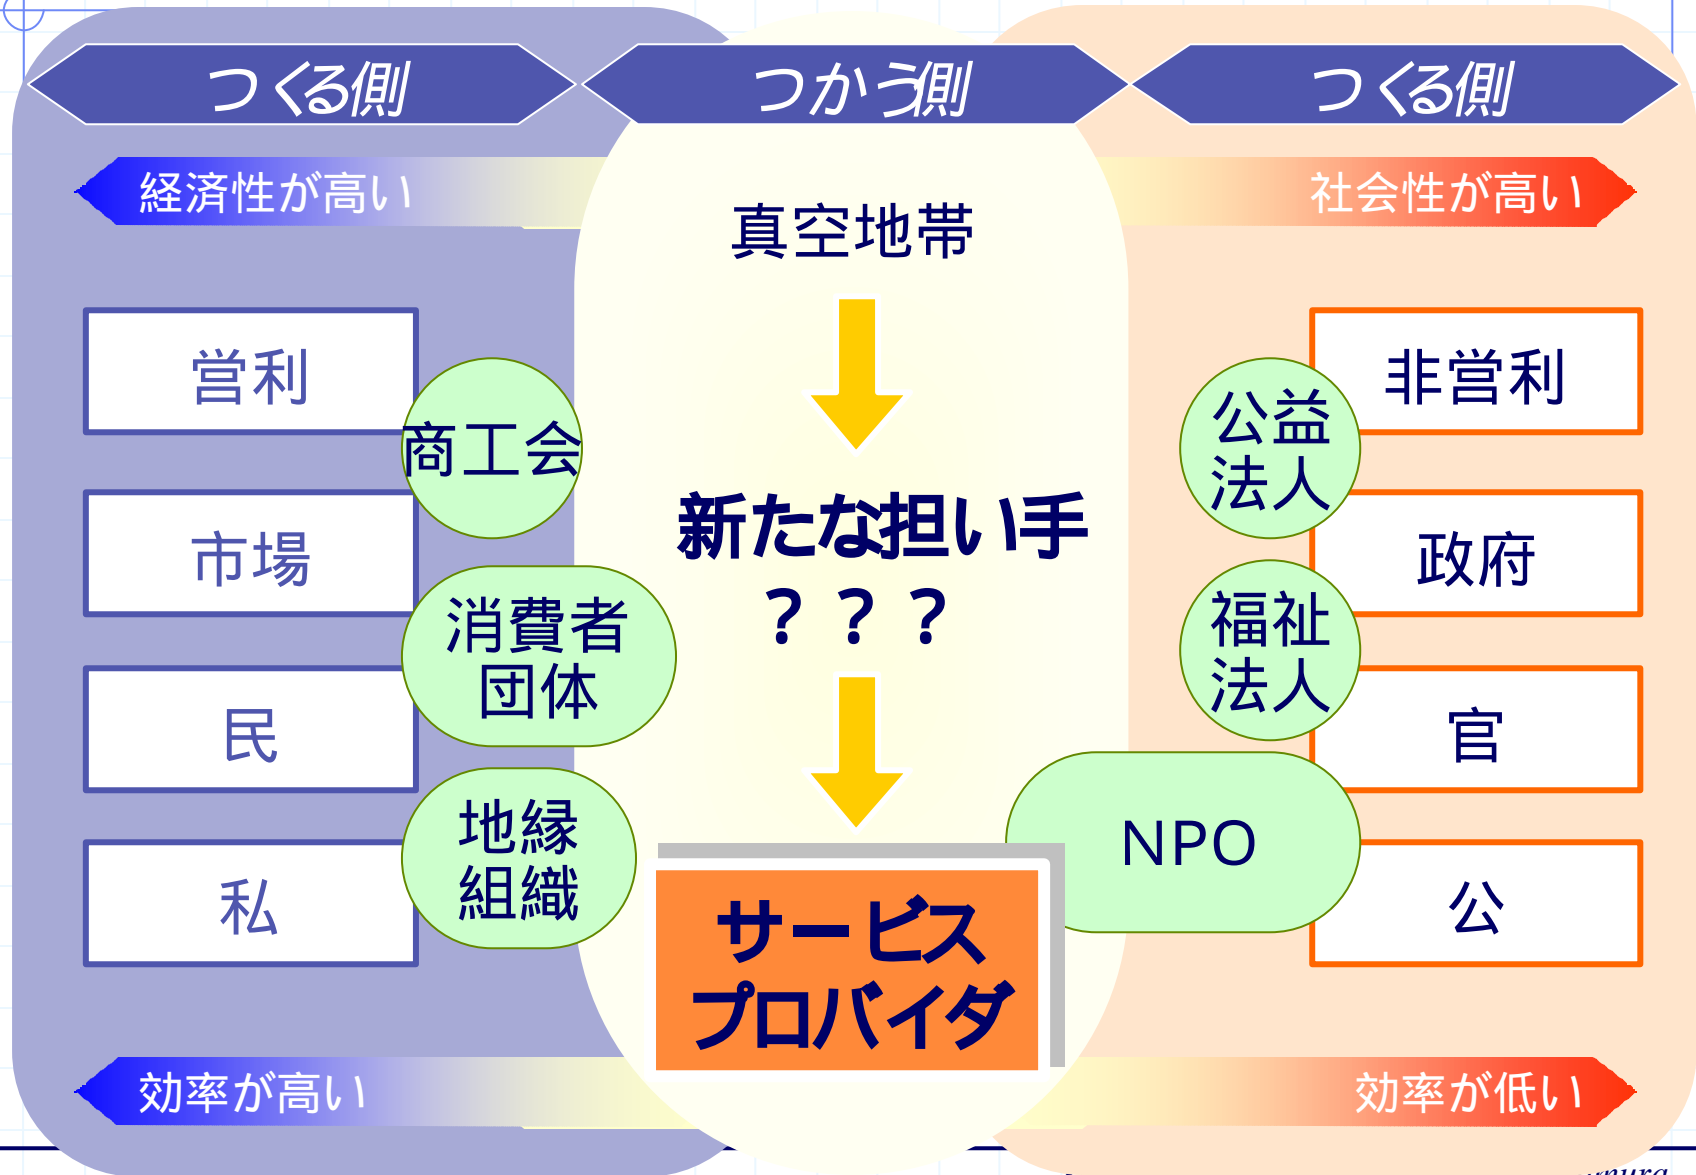 つくる側
つかう側
つくる側
経済性が高い
社会性が高い
真空地帯
営利
市場
民
私
商工会
消費者
団体
地縁
組織
新たな担い手
？？？
サービス
プロバイダ
公益
法人
福祉
法人
NPO
非営利
政府
官
公
効率が高い
効率が低い